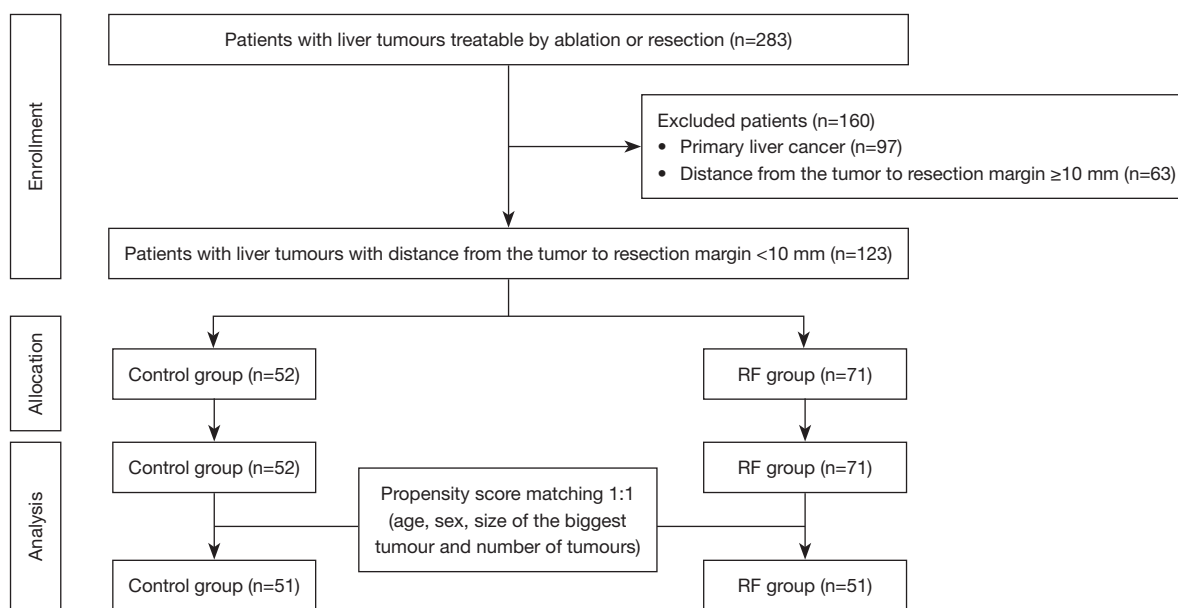 Enrollment
Patients with liver tumours treatable by ablation or resection (n=283)
Excluded patients (n=160)
• Primary liver cancer (n=97)
• Distance from the tumor to resection margin ≥10 mm (n=63)
Patients with liver tumours with distance from the tumor to resection margin <10 mm (n=123)
Allocation
Control group (n=52)
RF group (n=71)
Analysis
Control group (n=52)
RF group (n=71)
Propensity score matching 1:1
(age, sex, size of the biggest
tumour and number of tumours)
Control group (n=51)
RF group (n=51)